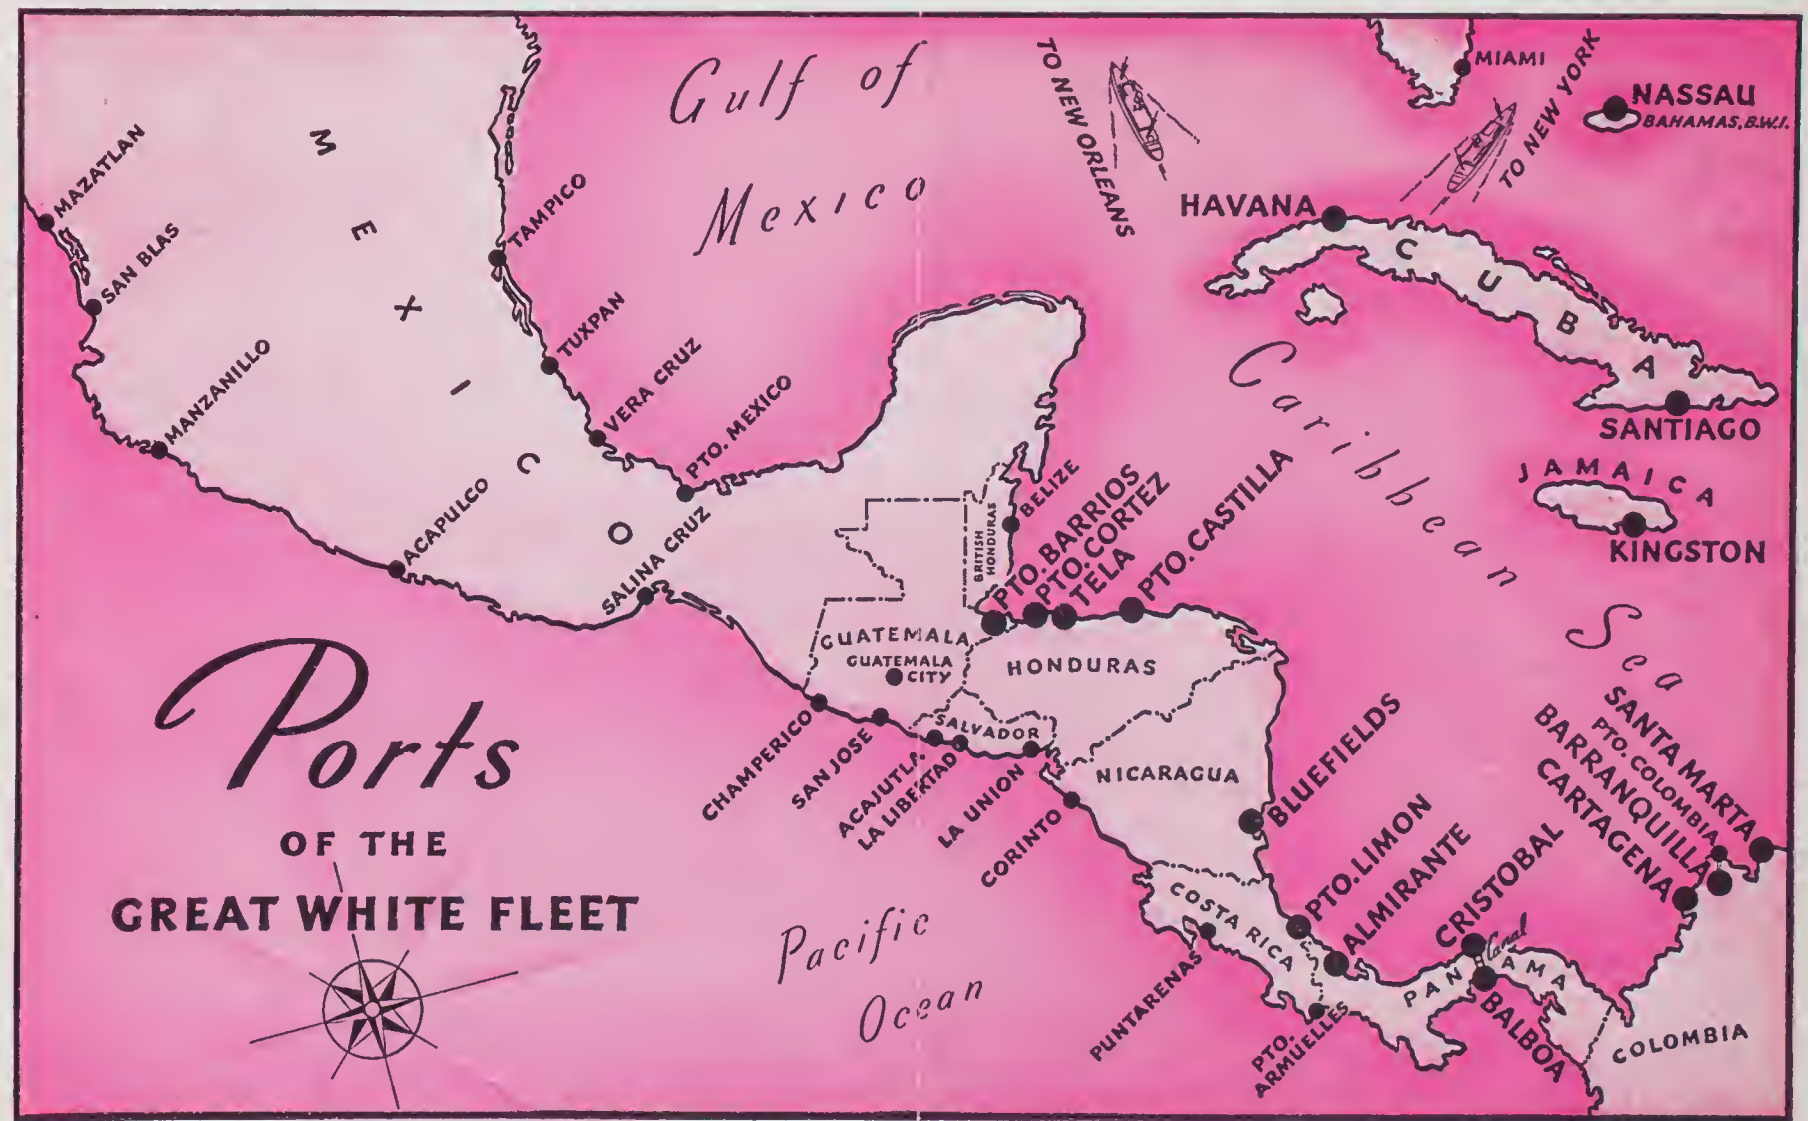 Ports
OF THE
GREAT WHITE FLEET
Gulf of
Mexico
TO NEW ORLEANS
TO NEW YORK
MIAMI
NASSAU
BAHAMAS, B.W.I.
HAVANA
CUBA
SANTIAGO
JAMAICA
KINGSTON
Caribbean Sea
MEXICO
MAZATLAN
SAN BLAS
MANZANILLO
ACAPULCO
SALINA CRUZ
TAMPICO
TUXPAN
VERA CRUZ
PTO. MEXICO
BELIZE
BRITISH
HONDURAS
PTO. BARRIOS
PTO. CORTEZ
TELA
PTO. CASTILLA
GUATEMALA
GUATEMALA
CITY
HONDURAS
SALVADOR
NICARAGUA
CHAMPERICO
SAN JOSE
ACAJUTLA
LA LIBERTAD
LA UNION
CORINTO
BLUEFIELDS
PTO. LIMON
ALMIRANTE
CRISTOBAL
Canal
COSTA RICA
PANAMA
PUNTARENAS
PTO.
ARMUELLES
BALBOA
SANTA MARTA
PTO. COLOMBIA
BARRANQUILLA
CARTAGENA
COLOMBIA
Pacific
Ocean